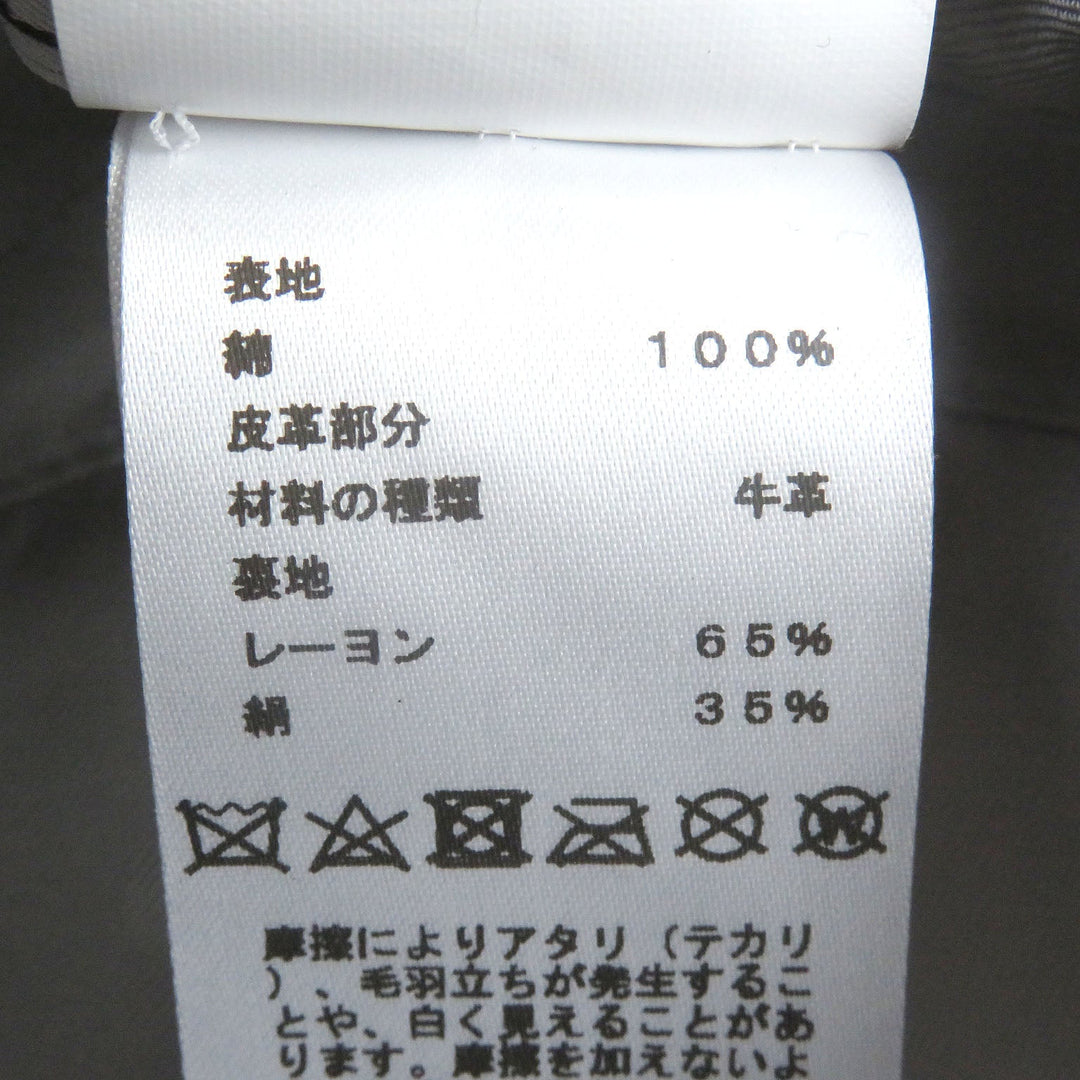 表地
綿 １００％
皮革部分
材料の種類 牛革
裏地
レーヨン ６５％
絹 ３５％
W
摩擦によりアタリ（テカリ
）、毛羽立ちが発生するこ
とや、白く見えることがあ
ります。摩擦を加えないよ